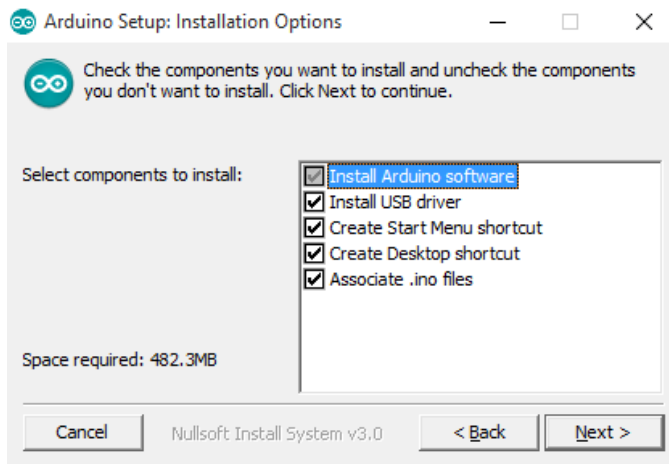 Arduino Setup: Installation Options
Check the components you want to install and uncheck the components
you don't want to install. Click Next to continue.
Select components to install:
Install Arduino software
Install USB driver
Create Start Menu shortcut
Create Desktop shortcut
Associate .ino files
Space required: 482.3MB
Cancel
Nullsoft Install System v3.0
< Back
Next >